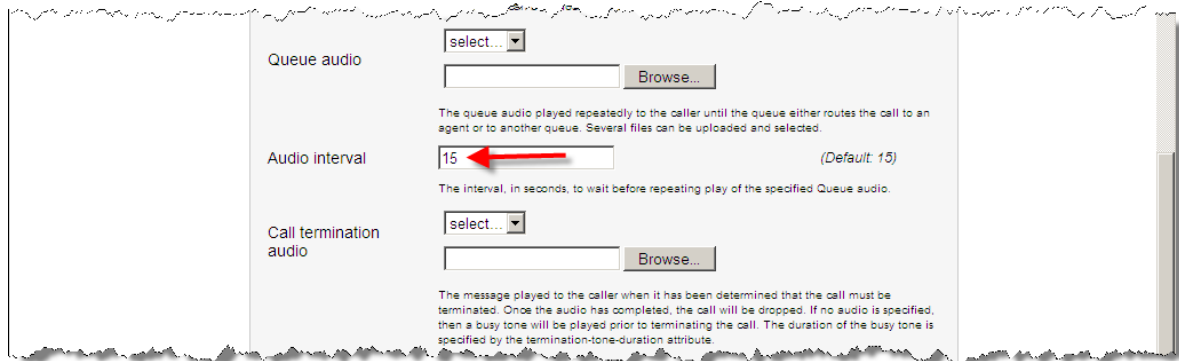 select...
Queue audio
Browse...
The queue audio played repeatedly to the caller until the queue either routes the call to an
agent or to another queue. Several files can be uploaded and selected.
Audio interval 15 (Default: 15)
The interval, in seconds, to wait before repeating play of the specified Queue audio.
select...
Call termination
audio
Browse...
The message played to the caller when it has been determined that the call must be
terminated. Once the audio has completed, the call will be dropped. If no audio is specified,
then a busy tone will be played prior to terminating the call. The duration of the busy tone is
specified by the termination-tone-duration attribute.